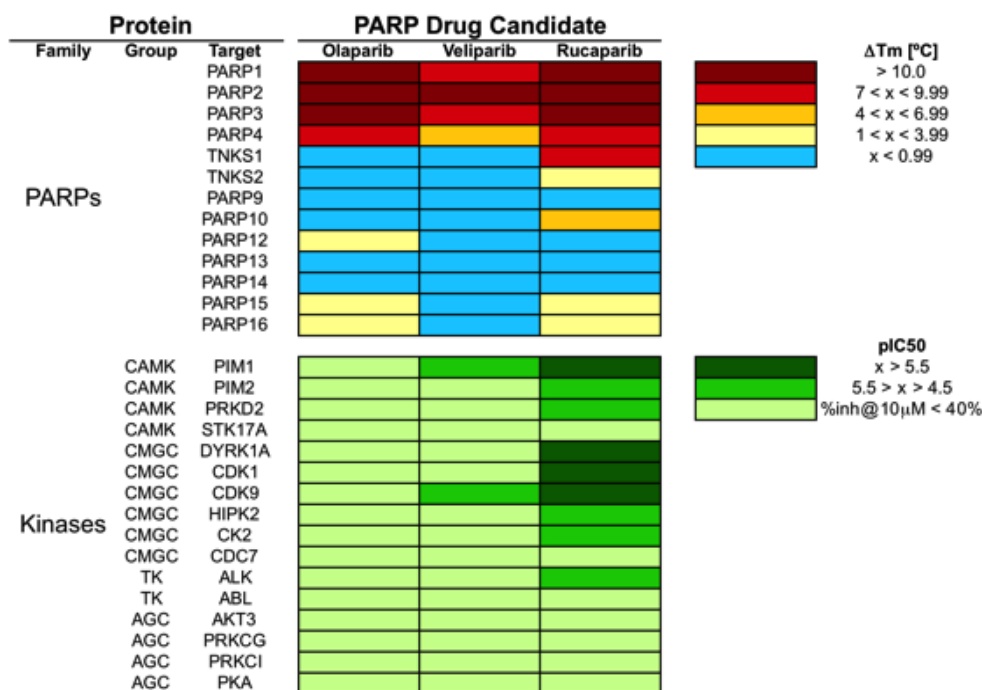 Protein PARP Drug Candidate
Family Group Target Olaparib Veliparib Rucaparib ΔTm [ºC]
PARP1 > 10.0
PARP2 7 < x < 9.99
PARP3 4 < x < 6.99
PARP4 1 < x < 3.99
TNKS1 x < 0.99
TNKS2
PARPs PARP9
PARP10
PARP12
PARP13
PARP14
PARP15
PARP16
pIC50
CAMK PIM1 x > 5.5
CAMK PIM2 5.5 > x > 4.5
CAMK PRKD2 %inh@10µM < 40%
CAMK STK17A
CMGC DYRK1A
CMGC CDK1
CMGC CDK9
Kinases CMGC HIPK2
CMGC CK2
CMGC CDC7
TK ALK
TK ABL
AGC AKT3
AGC PRKCG
AGC PRKCI
AGC PKA